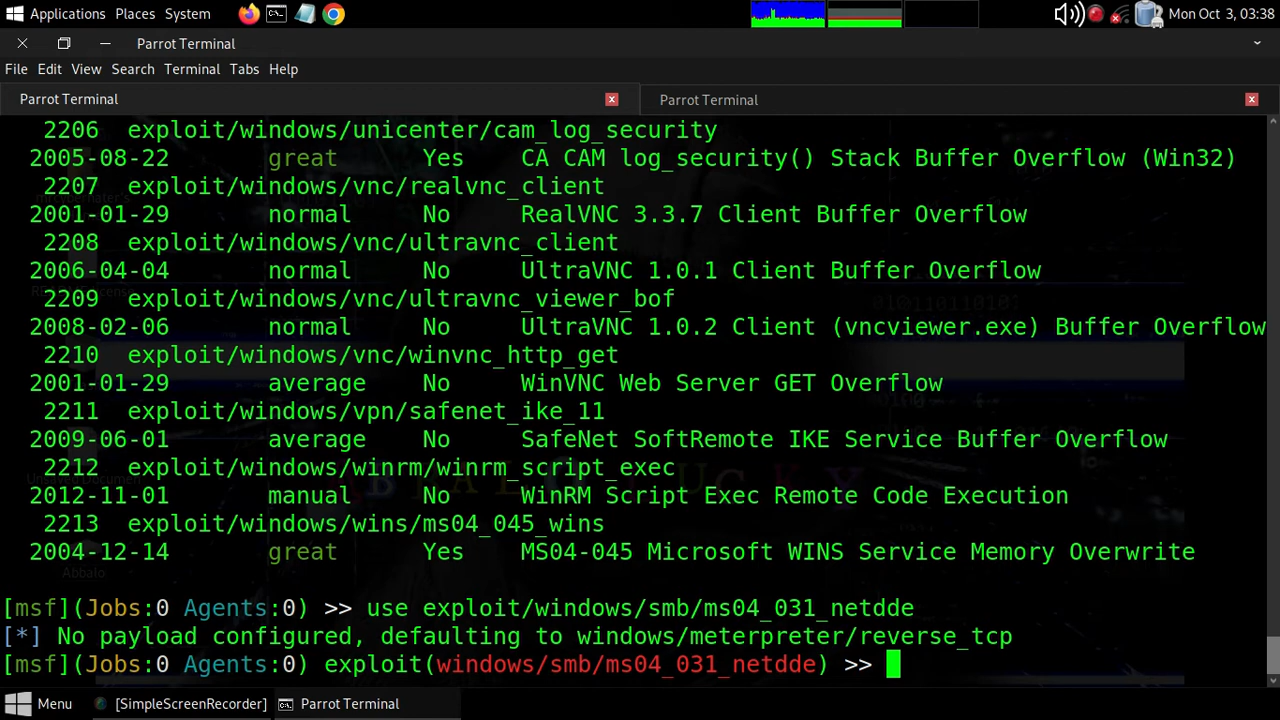 Applications Places System Mon Oct 3, 03:38
Parrot Terminal
File Edit View Search Terminal Tabs Help
Parrot Terminal Parrot Terminal
2206 exploit/windows/unicenter/cam_log_security
2005-08-22 great Yes CA CAM log_security() Stack Buffer Overflow (Win32)
2207 exploit/windows/vnc/realvnc_client
2001-01-29 normal No RealVNC 3.3.7 Client Buffer Overflow
2208 exploit/windows/vnc/ultravnc_client
2006-04-04 normal No UltraVNC 1.0.1 Client Buffer Overflow
2209 exploit/windows/vnc/ultravnc_viewer_bof
2008-02-06 normal No UltraVNC 1.0.2 Client (vncviewer.exe) Buffer Overflow
2210 exploit/windows/vnc/winvnc_http_get
2001-01-29 average No WinVNC Web Server GET Overflow
2211 exploit/windows/vpn/safenet_ike_11
2009-06-01 average No SafeNet SoftRemote IKE Service Buffer Overflow
2212 exploit/windows/winrm/winrm_script_exec
2012-11-01 manual No WinRM Script Exec Remote Code Execution
2213 exploit/windows/wins/ms04_045_wins
2004-12-14 great Yes MS04-045 Microsoft WINS Service Memory Overwrite
Abbalo
[msf](Jobs:0 Agents:0) >> use exploit/windows/smb/ms04_031_netdde
[*] No payload configured, defaulting to windows/meterpreter/reverse_tcp
[msf](Jobs:0 Agents:0) exploit(windows/smb/ms04_031_netdde) >>
Menu [SimpleScreenRecorder] Parrot Terminal